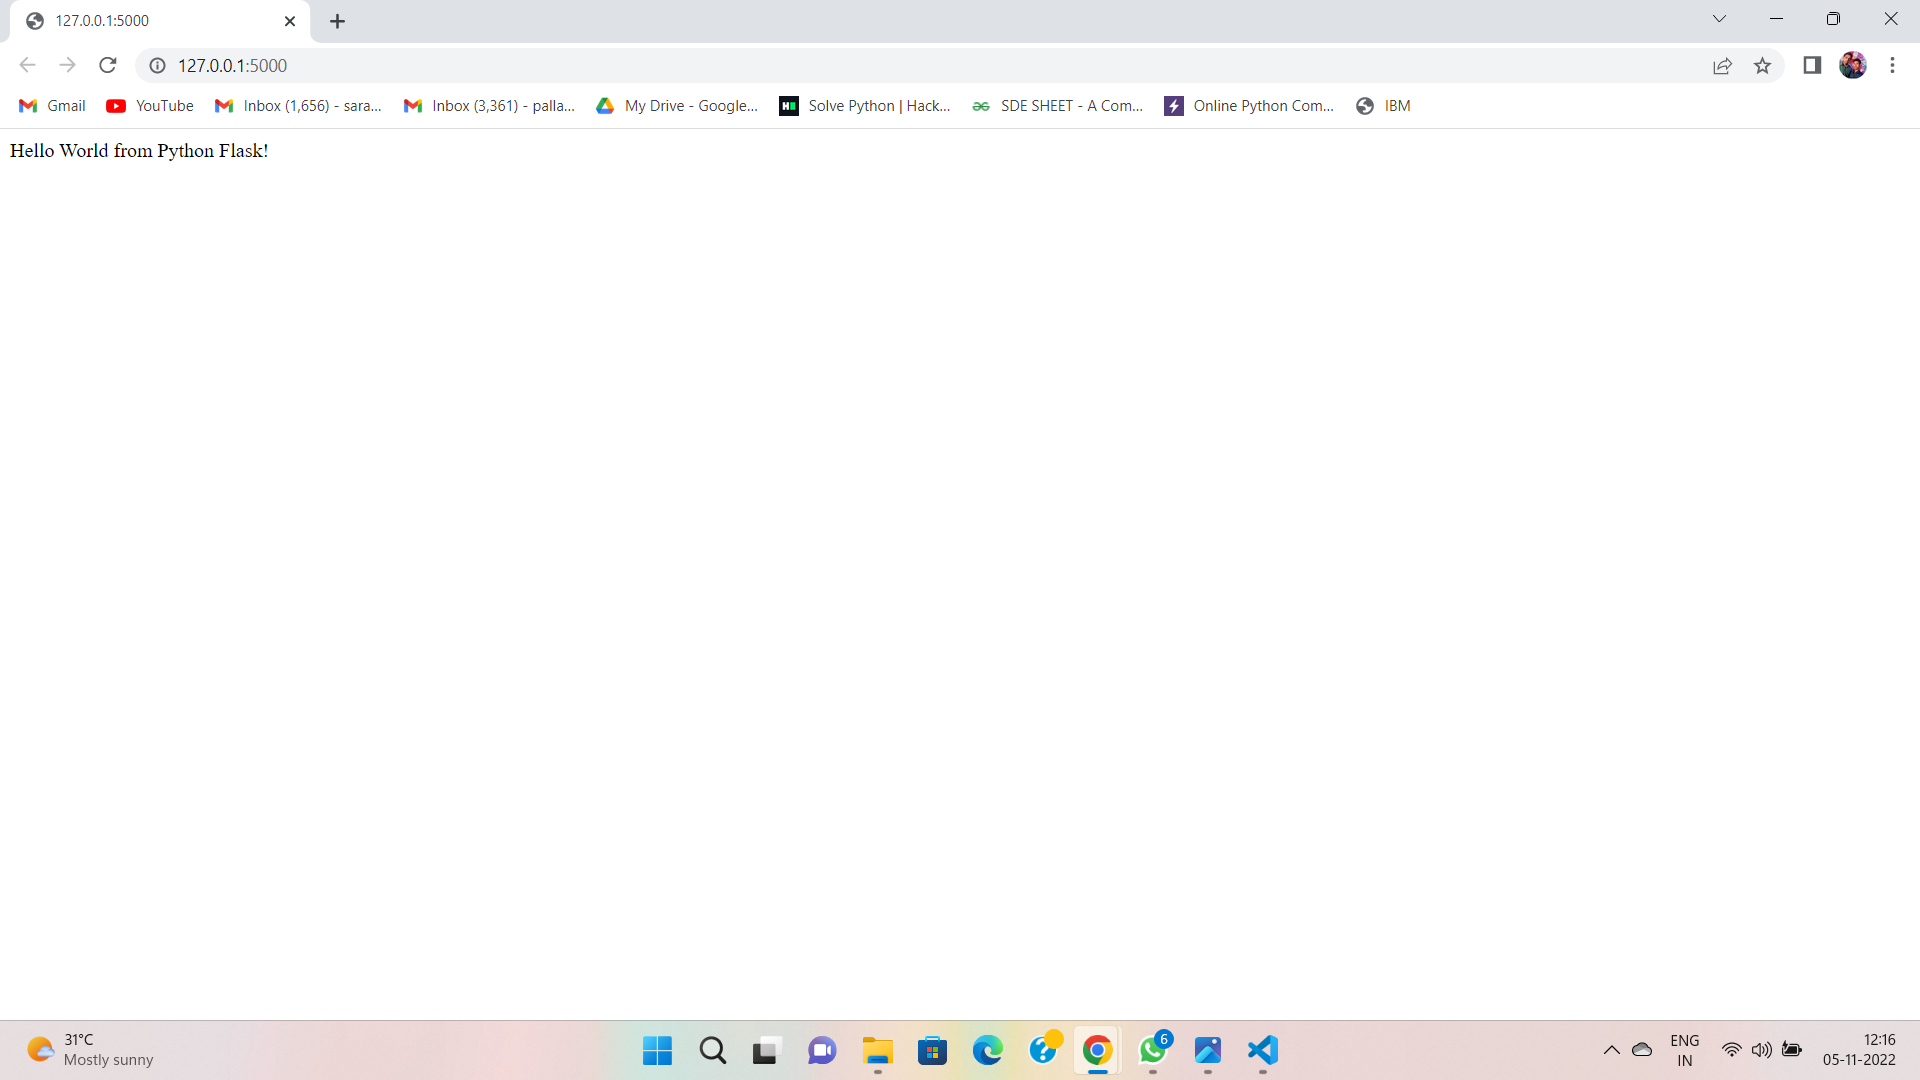 127.0.0.1:5000
127.0.0.1:5000
Gmail YouTube Inbox (1,656) - sara... Inbox (3,361) - palla... My Drive - Google... Solve Python | Hack... SDE SHEET - A Com... Online Python Com... IBM
Hello World from Python Flask!
31°C
Mostly sunny
6
ENG
IN
12:16
05-11-2022